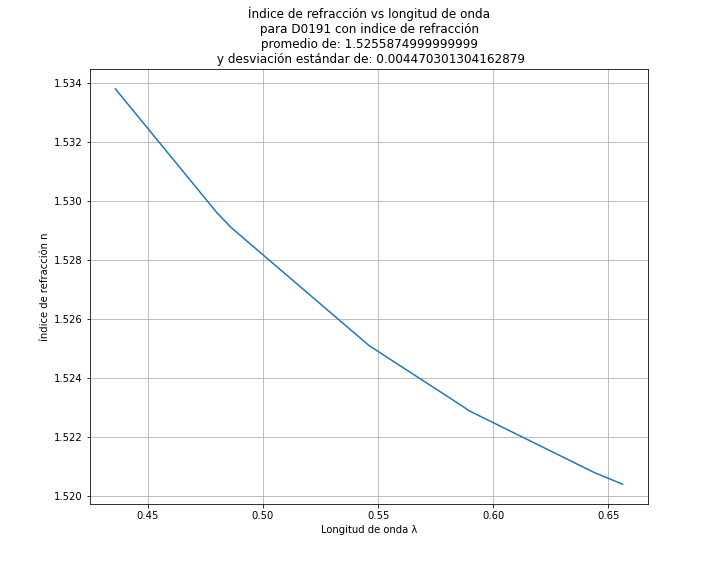 Índice de refracción vs longitud de onda
para D0191 con indice de refracción
promedio de: 1.5255874999999999
y desviación estándar de: 0.004470301304162879
1.534
1.532
1.530
1.528
1.526
1.524
1.522
1.520
índice de refracción n
0.45 0.50 0.55 0.60 0.65
Longitud de onda λ